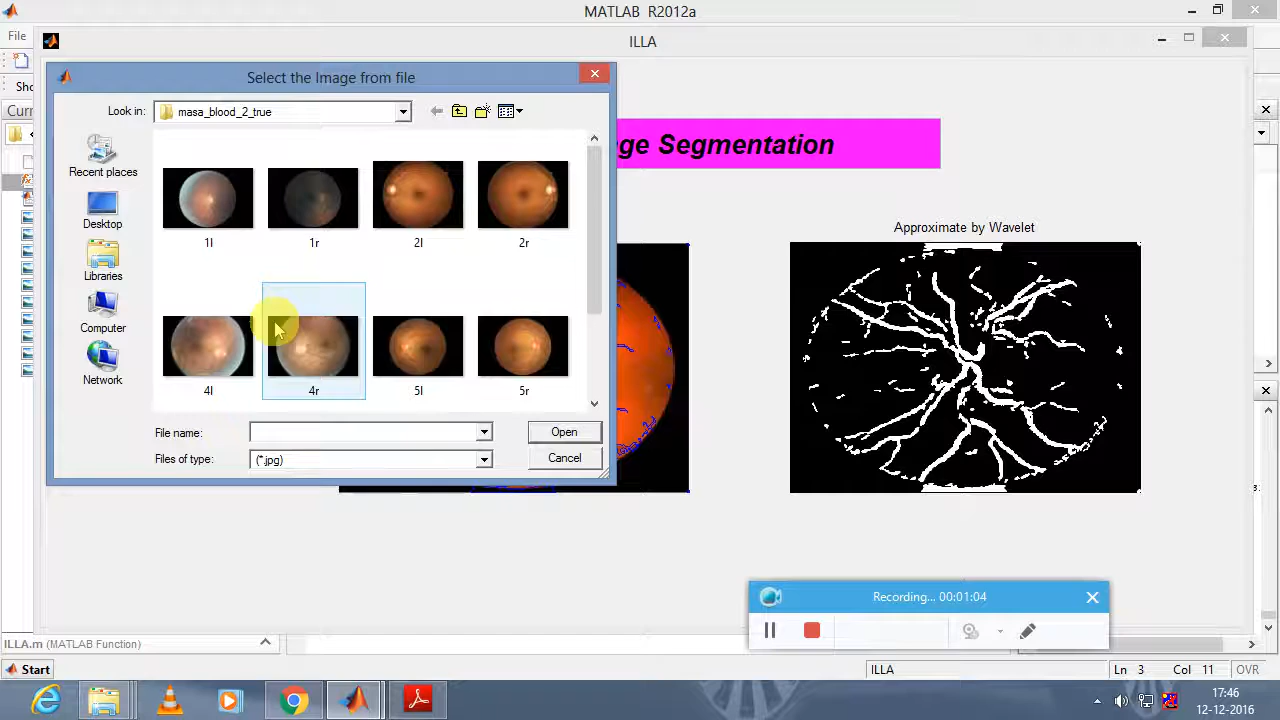 MATLAB R2012a
File
ILLA
Select the Image from file
Sho
Look in:
masa_blood_2_true
Curr
ge Segmentation
Recent places
Desktop
1l
1r
2l
2r
Approximate by Wavelet
Libraries
Computer
Network
4l
4r
5l
5r
File name:
Open
Files of type:
(*.jpg)
Cancel
s.
Recording... 00:01:04
ILLA.m (MATLAB Function)
Start
ILLA
Ln 3
Col 11
OVR
17:46
12-12-2016